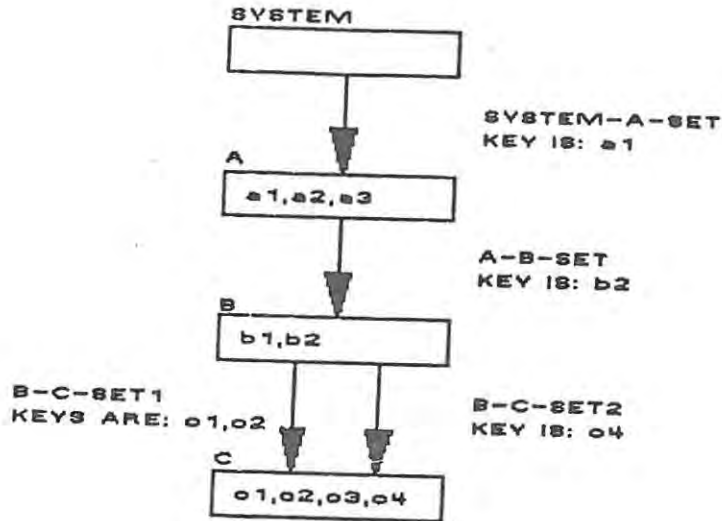 SYSTEM
SYSTEM-A-SET
KEY IS: a1
A
a1,a2,a3
A-B-SET
KEY IS: b2
B
b1,b2
B-C-SET1
KEYS ARE: c1,c2
B-C-SET2
KEY IS: c4
C
c1,c2,c3,c4